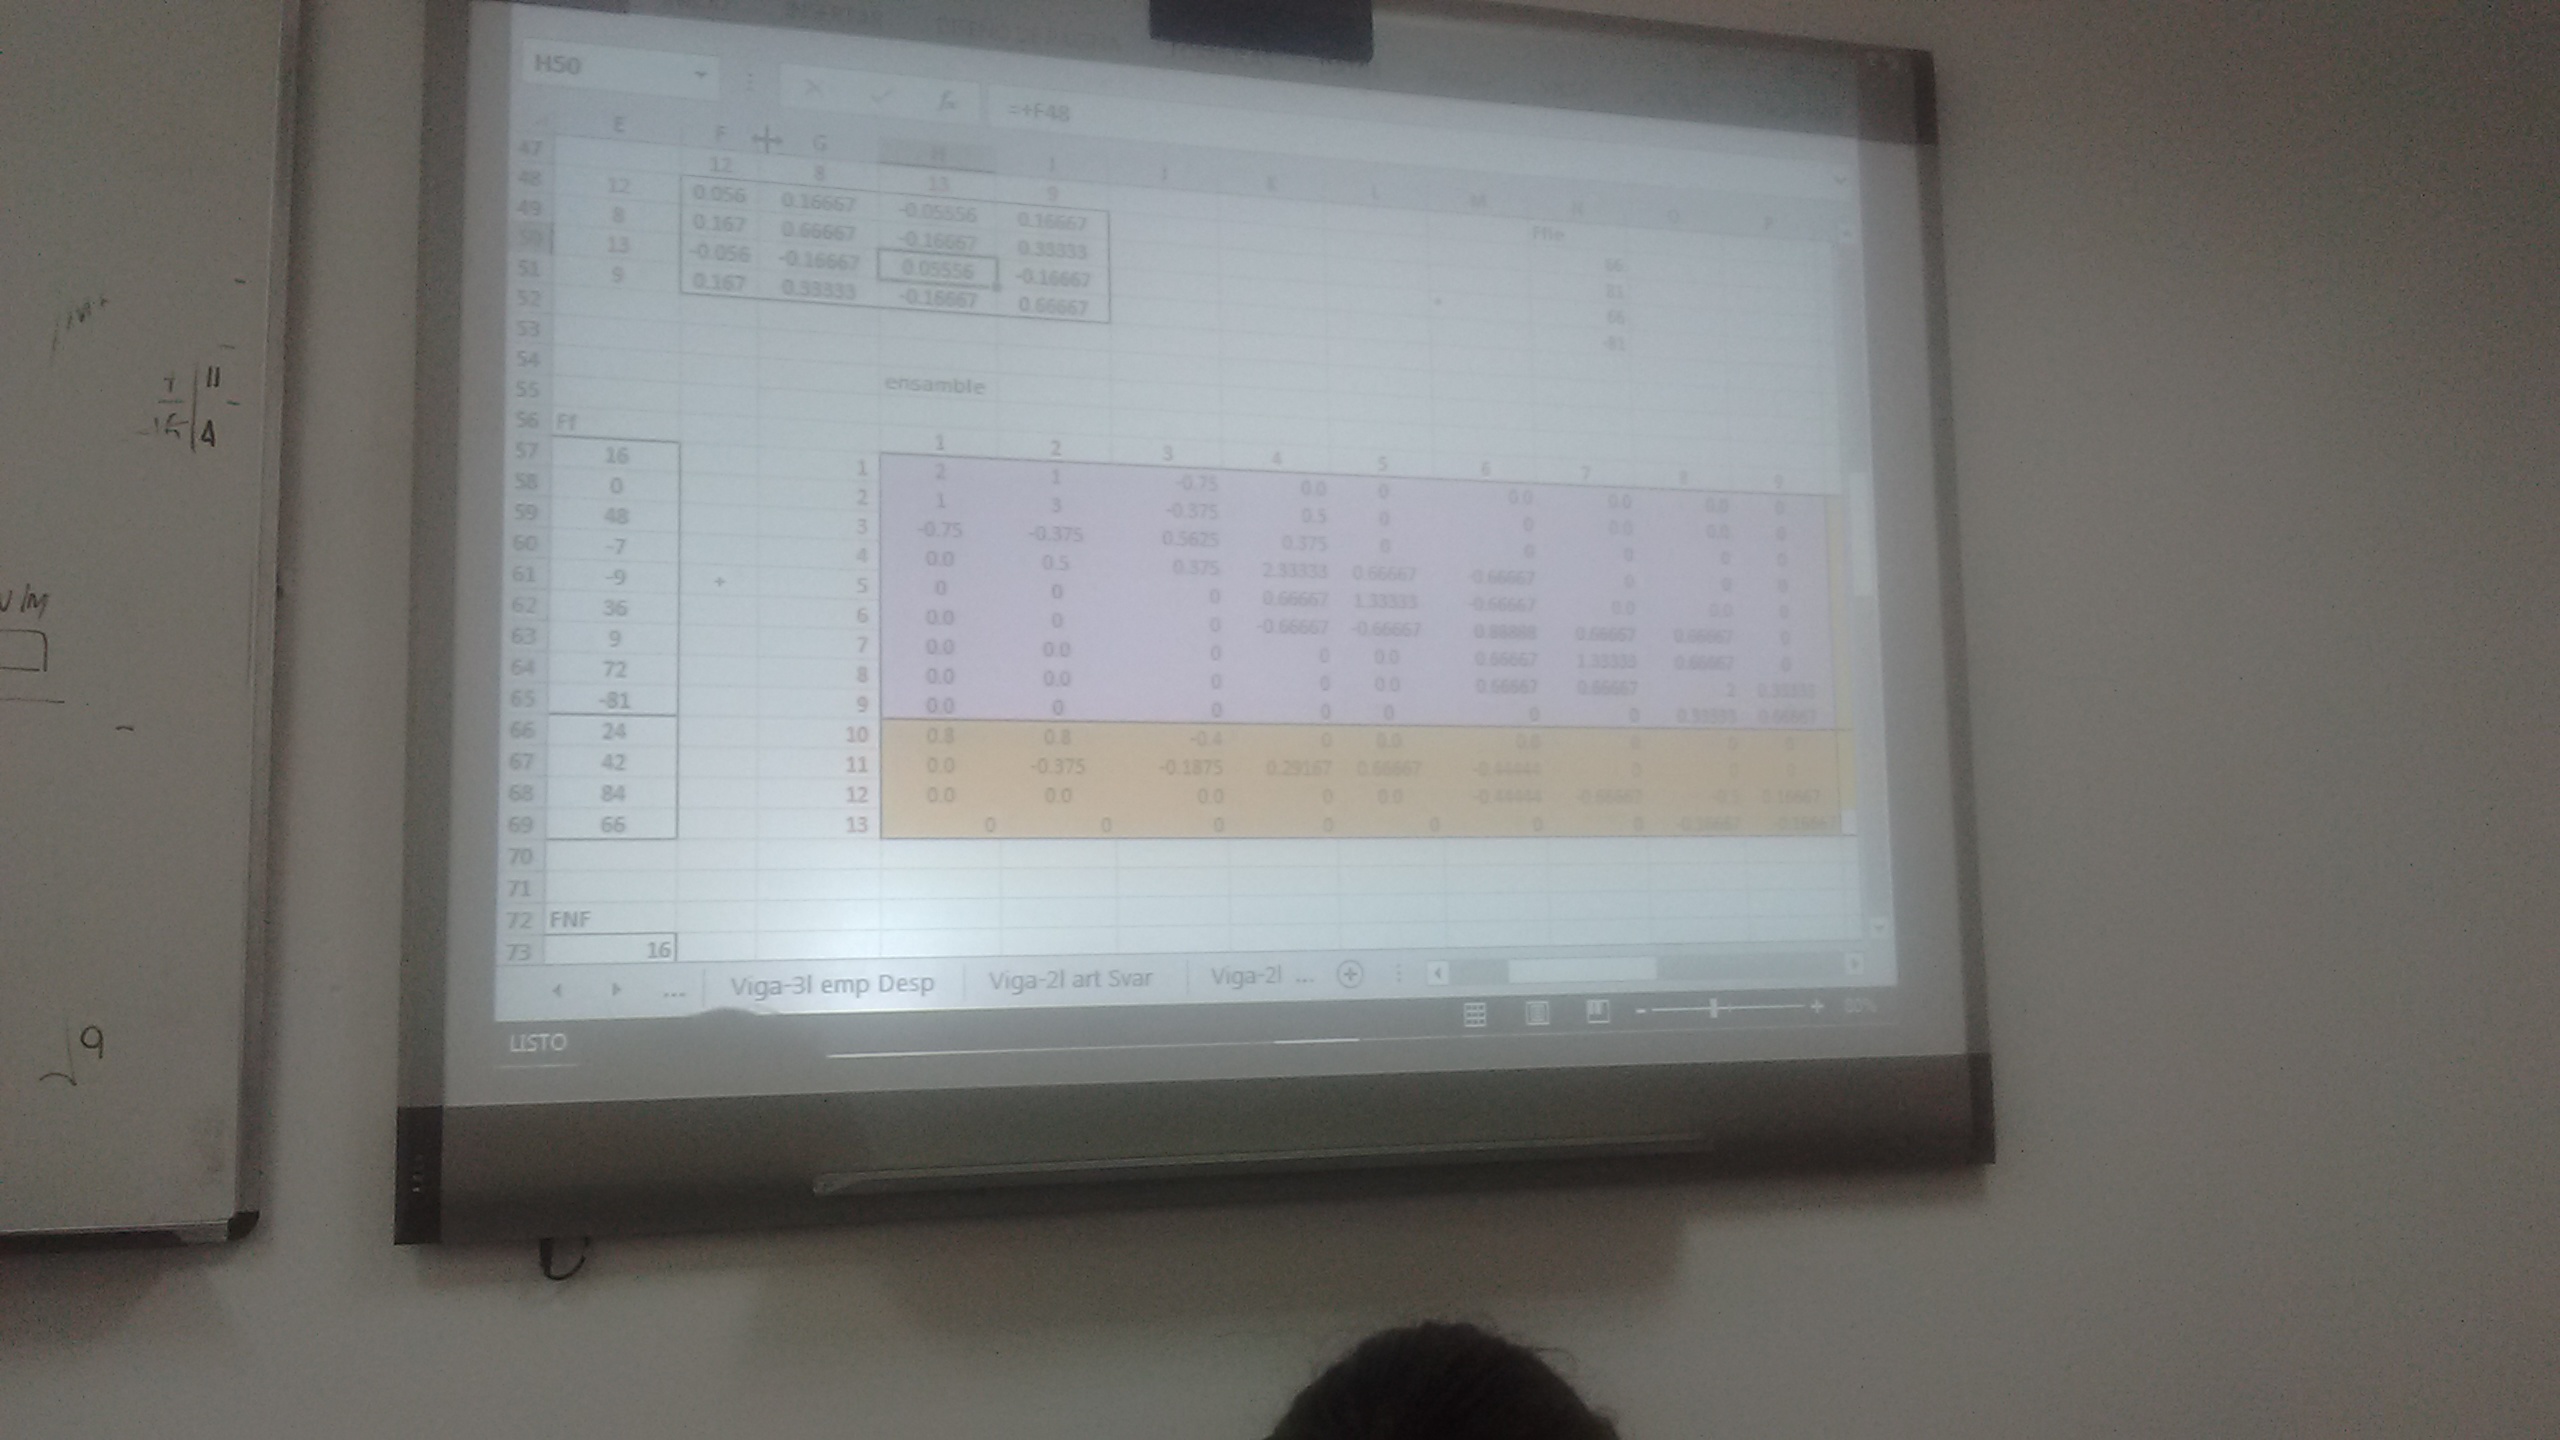 H50 =+F48
E F G H I J K L M N O P
47 12 8 13 9
48 12 0.056 0.16667 -0.05556 0.16667
49 8 0.167 0.66667 -0.16667 0.33333
50 13 -0.056 -0.16667 0.05556 -0.16667 66
51 9 0.167 0.33333 -0.16667 0.66667 81
52 66
53 -81
54
55 ensamble
56 Ff
1 2 3 4 5 6 7 8 9
57 16 1 2 1 -0.75 0.0 0 0.0 0.0 0.0 0
58 0 2 1 3 -0.375 0.5 0 0 0.0 0.0 0
59 48 3 -0.75 -0.375 0.5625 0.375 0 0 0 0 0
60 -7 4 0.0 0.5 0.375 2.33333 0.66667 -0.66667 0 0 0
61 -9 5 0 0 0 0.66667 1.33333 -0.66667 0.0 0.0 0
62 36 6 0.0 0 0 -0.66667 -0.66667 0.88888 0.66667 0.66667 0
63 9 7 0.0 0.0 0 0 0.0 0.66667 1.33333 0.66667 0
64 72 8 0.0 0.0 0 0 0.0 0.66667 0.66667 2 0.33333
65 -81 9 0.0 0 0 0 0 0 0 0.33333 0.66667
66 24 10 0.8 0.8 -0.4 0 0.0 0.0 0 0 0
67 42 11 0.0 -0.375 -0.1875 0.29167 0.66667 -0.44444 0 0 0
68 84 12 0.0 0.0 0.0 0 0.0 -0.44444 -0.66667 -0.5 0.16667
69 66 13 0 0 0 0 0 0 0 -0.16667 -0.16667
70
71
72 FNF
73 16
... Viga-3l emp Desp Viga-2l art Svar Viga-2l ...
LISTO 80%
11
4
9